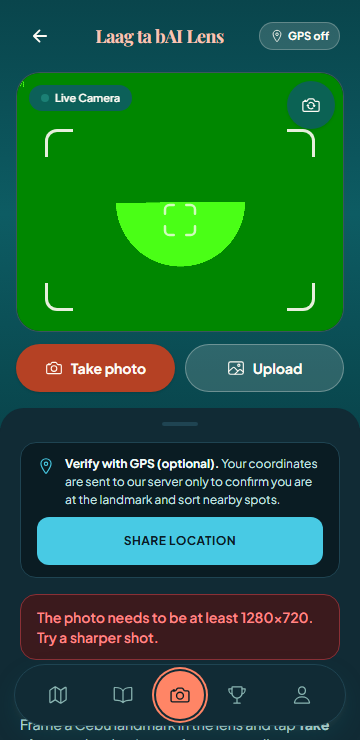 Laag ta bAI Lens
GPS off
Live Camera
Take photo
Upload
Verify with GPS (optional). Your coordinates
are sent to our server only to confirm you are
at the landmark and sort nearby spots.
SHARE LOCATION
The photo needs to be at least 1280×720.
Try a sharper shot.
Frame a Cebu landmark in the lens and tap Take